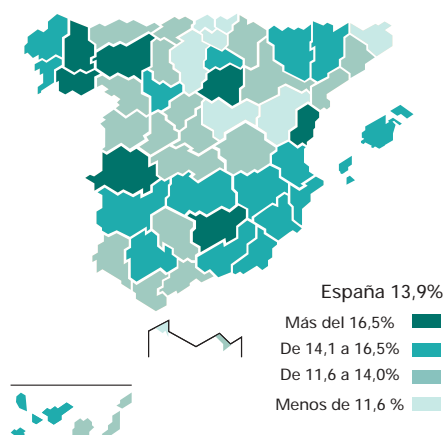 España 13,9%
Más del 16,5%
De 14,1 a 16,5%
De 11,6 a 14,0%
Menos de 11,6 %